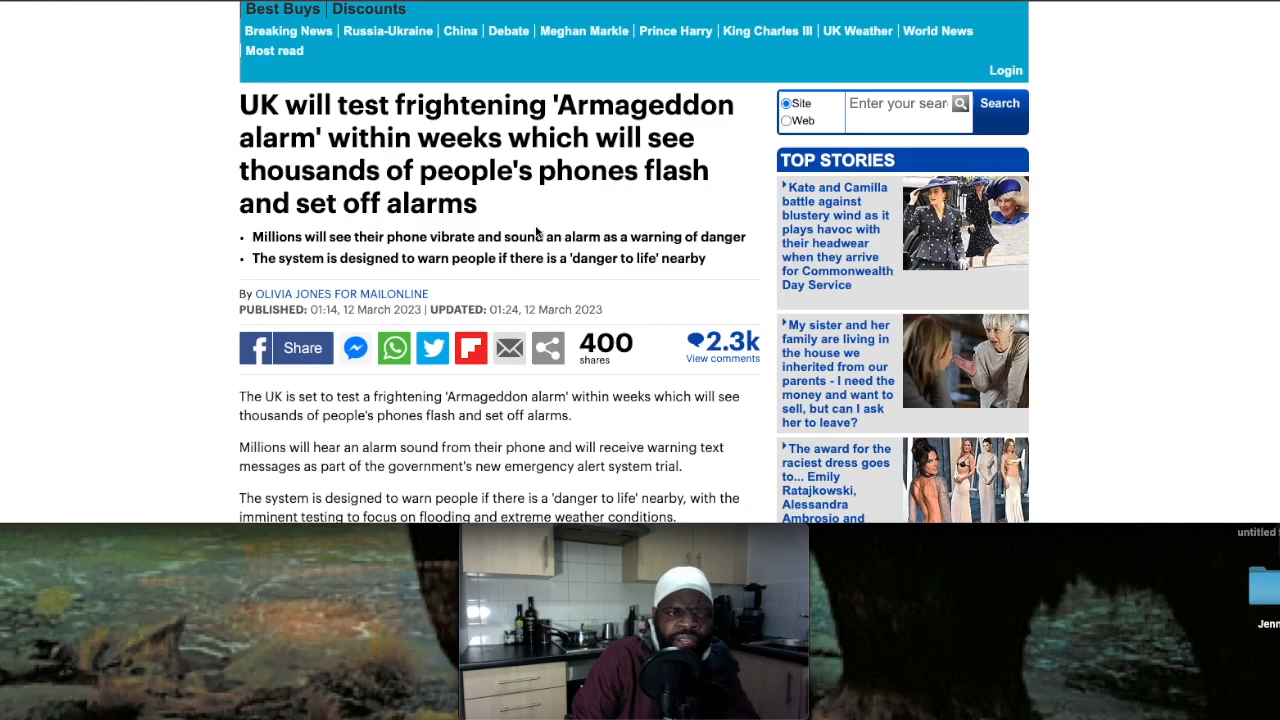 Best Buys | Discounts
Breaking News | Russia-Ukraine | China | Debate | Meghan Markle | Prince Harry | King Charles III | UK Weather | World News
| Most read
Login
UK will test frightening 'Armageddon
alarm' within weeks which will see
thousands of people's phones flash
and set off alarms
• Millions will see their phone vibrate and sound an alarm as a warning of danger
• The system is designed to warn people if there is a 'danger to life' nearby
By OLIVIA JONES FOR MAILONLINE
PUBLISHED: 01:14, 12 March 2023 | UPDATED: 01:24, 12 March 2023
f Share
400
shares
2.3k
View comments
The UK is set to test a frightening 'Armageddon alarm' within weeks which will see
thousands of people's phones flash and set off alarms.
Millions will hear an alarm sound from their phone and will receive warning text
messages as part of the government's new emergency alert system trial.
The system is designed to warn people if there is a 'danger to life' nearby, with the
imminent testing to focus on flooding and extreme weather conditions.
Site
Web
Enter your sear
Search
TOP STORIES
Kate and Camilla
battle against
blustery wind as it
plays havoc with
their headwear
when they arrive
for Commonwealth
Day Service
My sister and her
family are living in
the house we
inherited from our
parents - I need the
money and want to
sell, but can I ask
her to leave?
The award for the
raciest dress goes
to... Emily
Ratajkowski,
Alessandra
Ambrosio and
untitled
Jenn